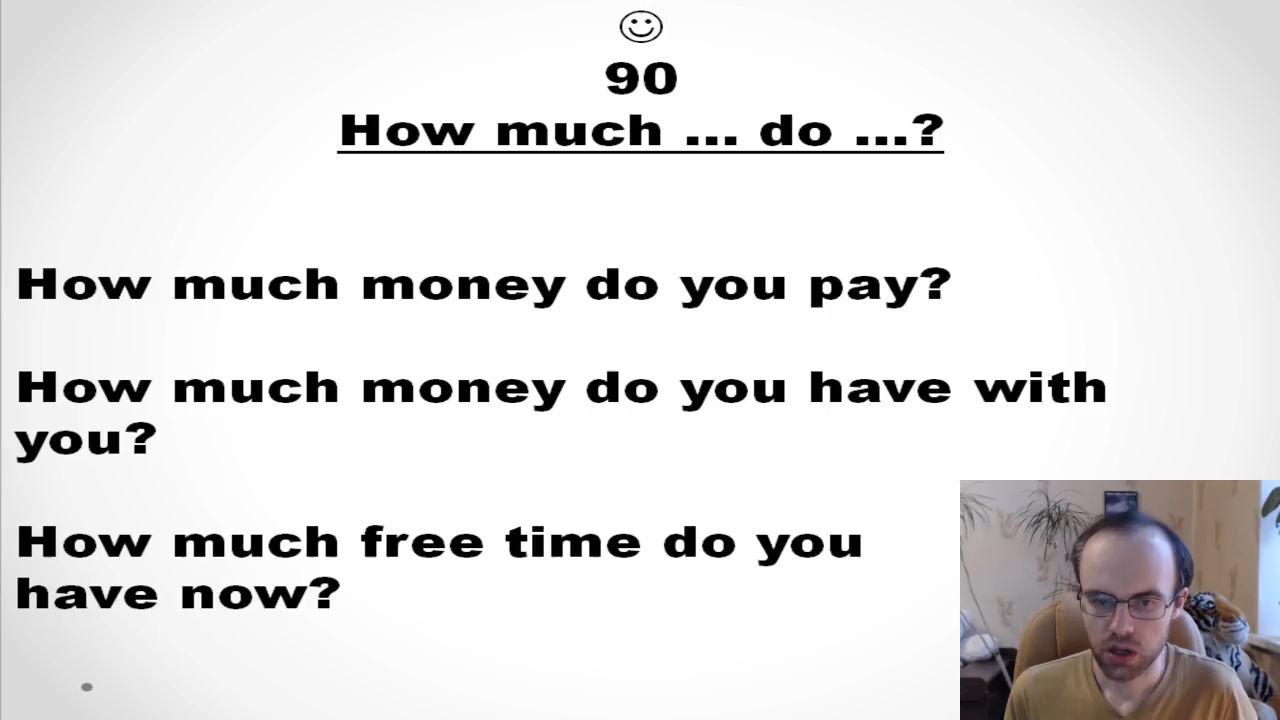 90
How much ... do ...?
How much money do you pay?
How much money do you have with
you?
How much free time do you
have now?